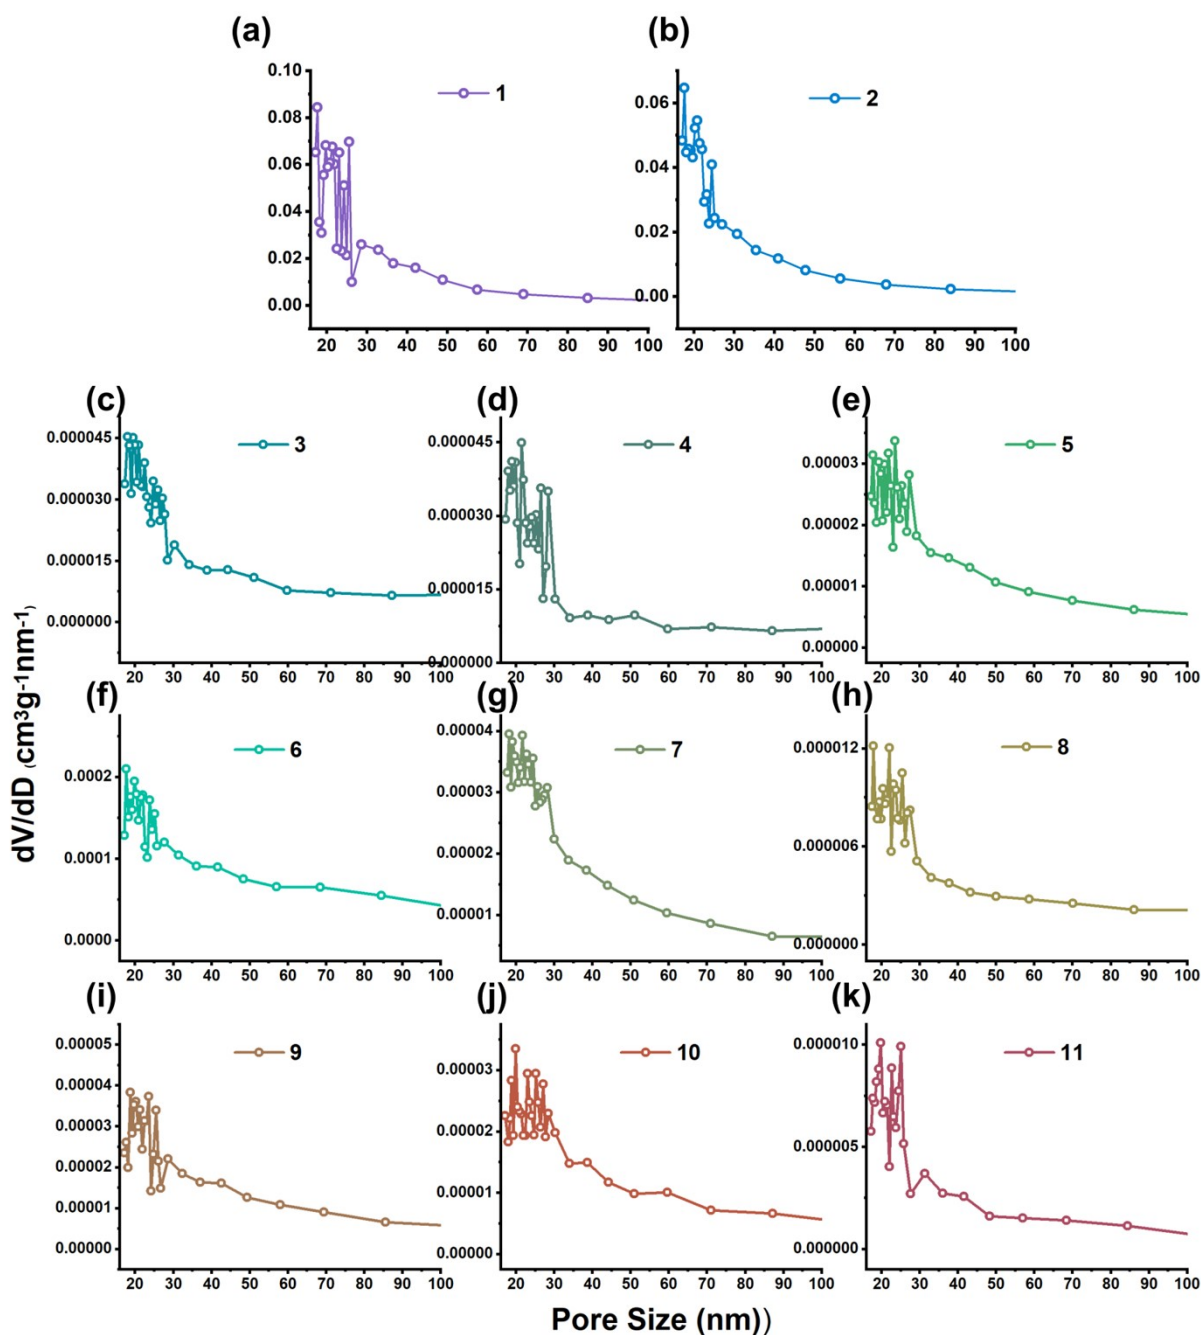 (a)
(b)
0.10
0.08
0.06
0.04
0.02
0.00
1
20 30 40 50 60 70 80 90 100
0.06
0.04
0.02
0.00
2
20 30 40 50 60 70 80 90 100
(c)
(d)
(e)
0.000045
0.000030
0.000015
0.000000
3
20 30 40 50 60 70 80 90 100
0.000045
0.000030
0.000015
0.000000
4
20 30 40 50 60 70 80 90 100
0.00003
0.00002
0.00001
0.00000
5
20 30 40 50 60 70 80 90 100
dV/dD (cm³g⁻¹nm⁻¹)
(f)
(g)
(h)
0.0002
0.0001
0.0000
6
20 30 40 50 60 70 80 90 100
0.00004
0.00003
0.00002
0.00001
7
20 30 40 50 60 70 80 90 100
0.000012
0.000006
0.000000
8
20 30 40 50 60 70 80 90 100
(i)
(j)
(k)
0.00005
0.00004
0.00003
0.00002
0.00001
0.00000
9
20 30 40 50 60 70 80 90 100
0.00003
0.00002
0.00001
0.00000
10
20 30 40 50 60 70 80 90 100
0.000010
0.000005
0.000000
11
20 30 40 50 60 70 80 90 100
Pore Size (nm))